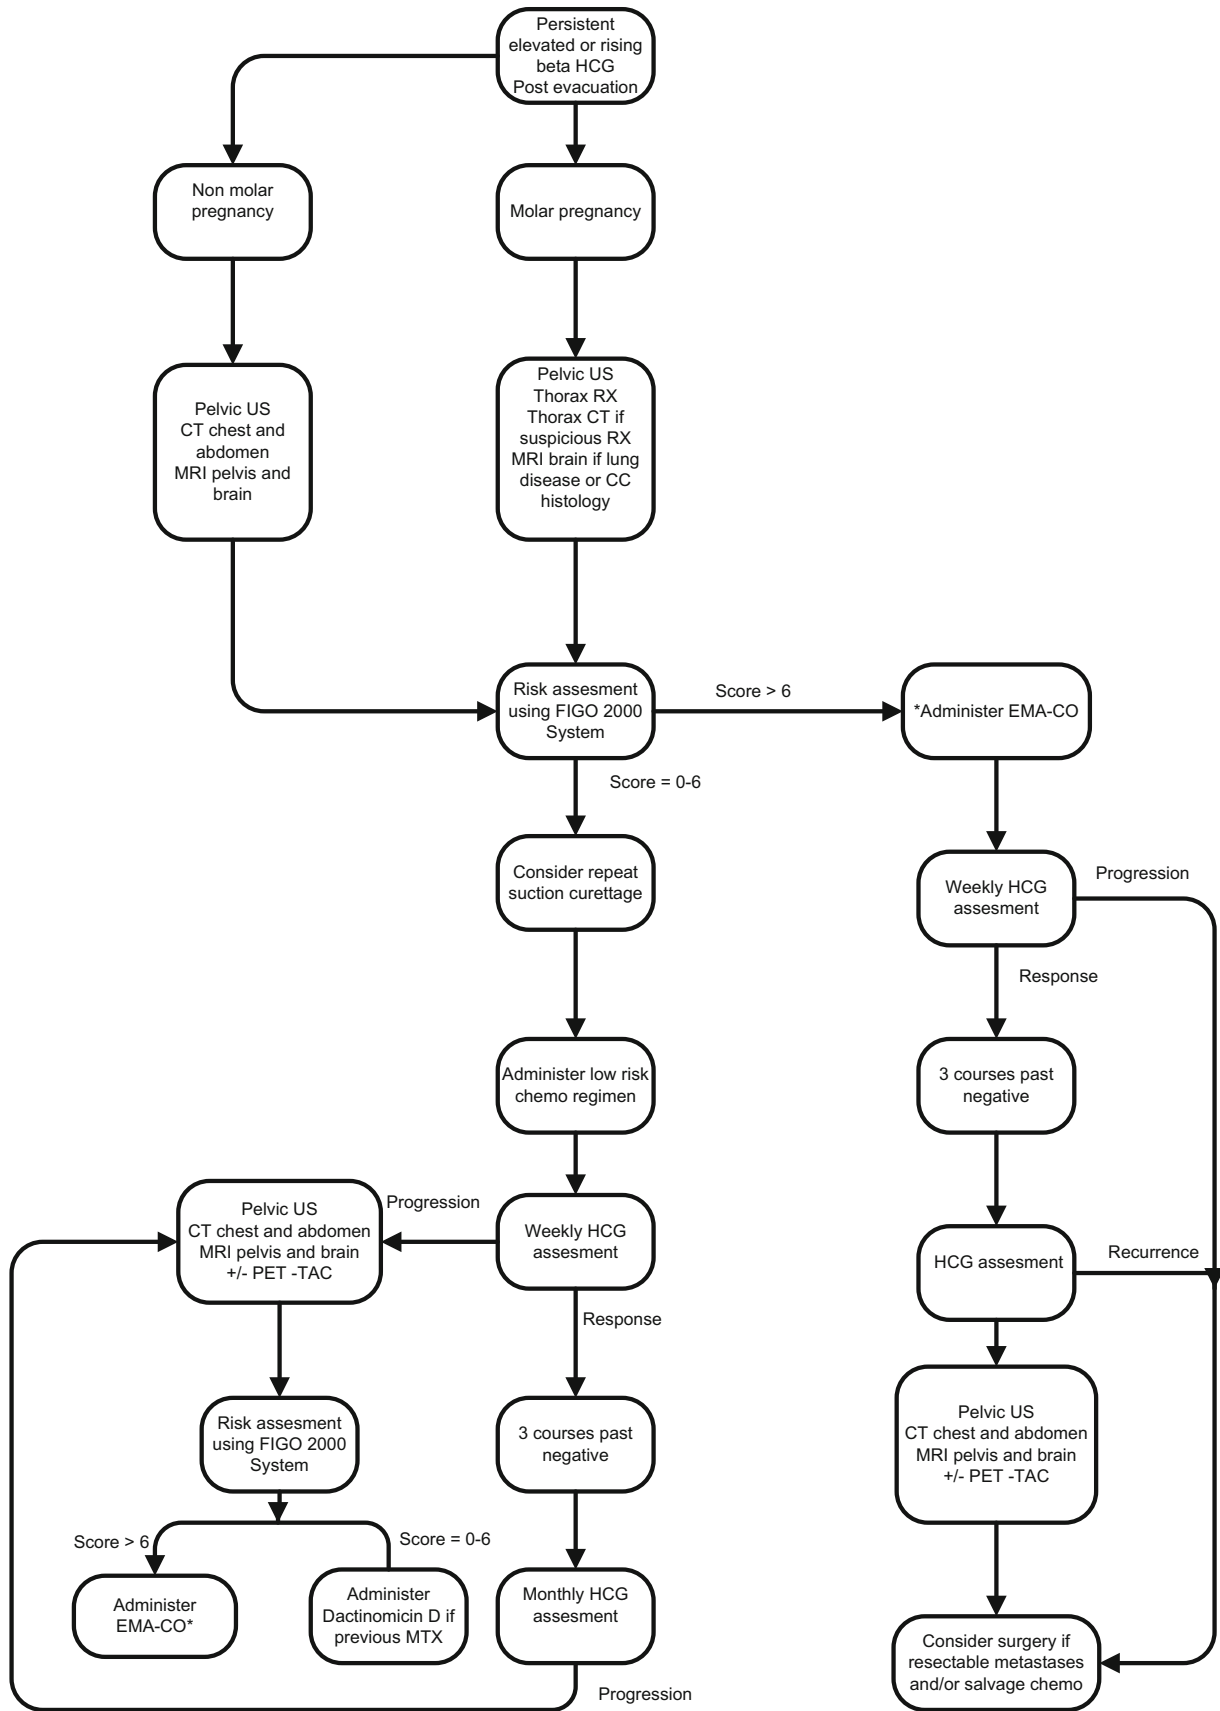 Persistent
elevated or rising
beta HCG
Post evacuation
Non molar
pregnancy
Molar pregnancy
Pelvic US
CT chest and
abdomen
MRI pelvis and
brain
Pelvic US
Thorax RX
Thorax CT if
suspicious RX
MRI brain if lung
disease or CC
histology
Risk assesment
using FIGO 2000
System
Score > 6
*Administer EMA-CO
Score = 0-6
Consider repeat
suction curettage
Weekly HCG
assesment
Progression
Response
Administer low risk
chemo regimen
3 courses past
negative
Pelvic US
CT chest and abdomen
MRI pelvis and brain
+/- PET -TAC
Progression
Weekly HCG
assesment
HCG assesment
Recurrence
Response
Risk assesment
using FIGO 2000
System
3 courses past
negative
Pelvic US
CT chest and abdomen
MRI pelvis and brain
+/- PET -TAC
Score > 6
Score = 0-6
Administer
EMA-CO*
Administer
Dactinomicin D if
previous MTX
Monthly HCG
assesment
Consider surgery if
resectable metastases
and/or salvage chemo
Progression